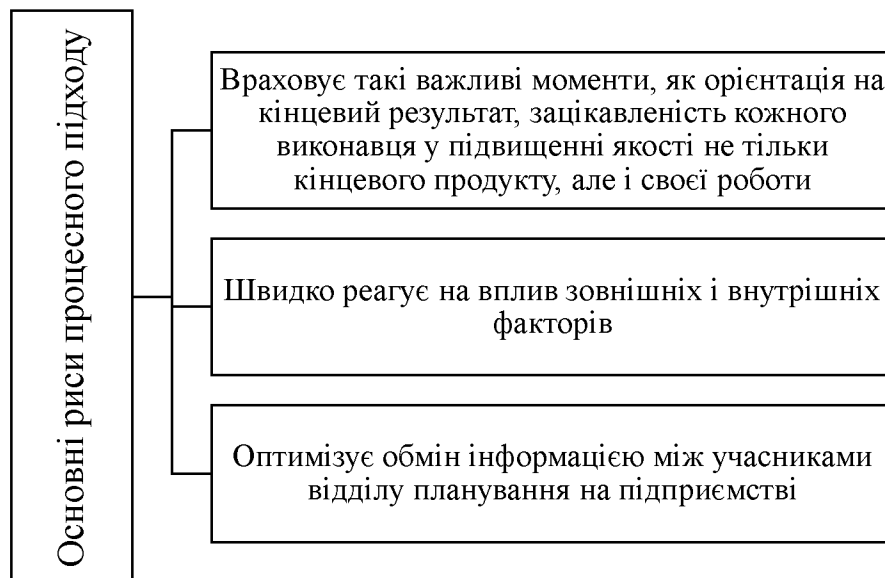 Основні риси процесного підходу
Враховує такі важливі моменти, як орієнтація на
кінцевий результат, зацікавленість кожного
виконавця у підвищенні якості не тільки
кінцевого продукту, але і своєї роботи
Швидко реагує на вплив зовнішніх і внутрішніх
факторів
Оптимізує обмін інформацією між учасниками
відділу планування на підприємстві